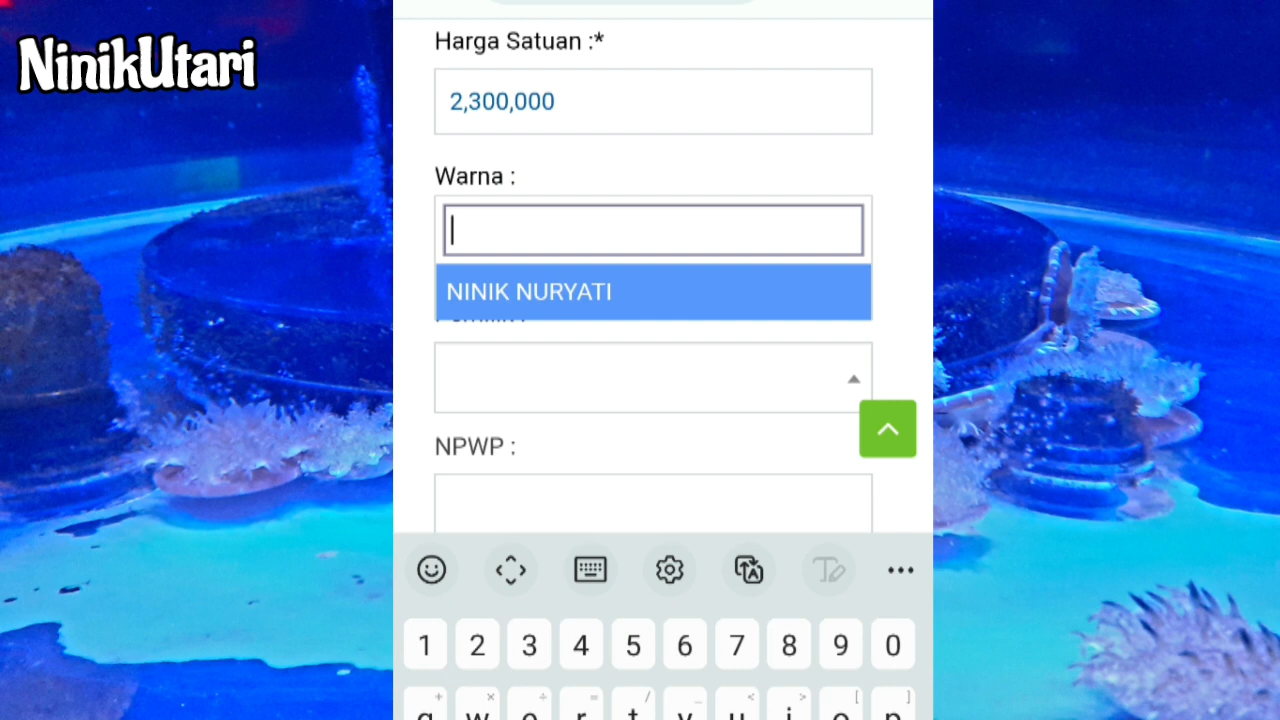 NinikUtari
Harga Satuan :*
2,300,000
Warna :
NINIK NURYATI
NPWP :
1 2 3 4 5 6 7 8 9 0
q w e r t y u i o p